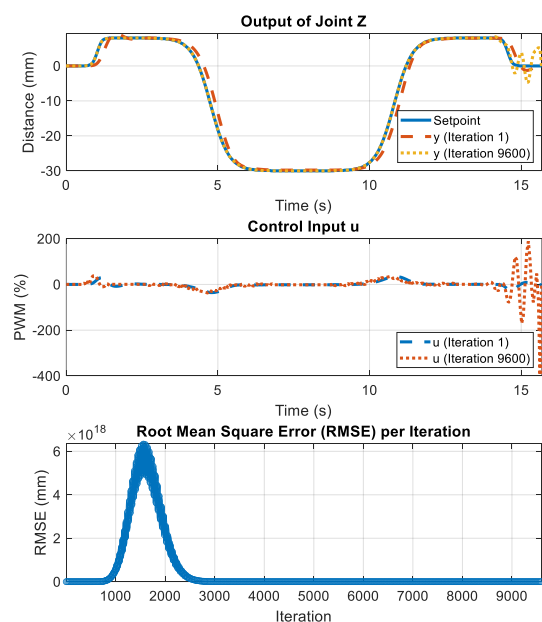 Output of Joint Z
Distance (mm)
0
-10
-20
-30
Setpoint
y (Iteration 1)
y (Iteration 9600)
0 5 10 15
Time (s)
Control Input u
PWM (%)
200
0
-200
-400
u (Iteration 1)
u (Iteration 9600)
0 5 10 15
Time (s)
Root Mean Square Error (RMSE) per Iteration
×10^18
RMSE (mm)
6
4
2
0
1000 2000 3000 4000 5000 6000 7000 8000 9000
Iteration